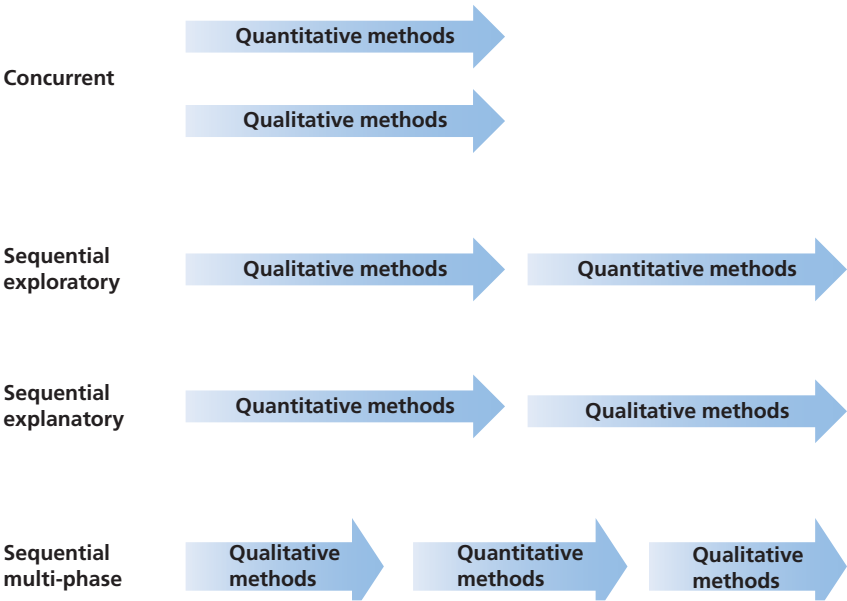 Quantitative methods
Concurrent
Qualitative methods
Sequential
exploratory
Qualitative methods
Quantitative methods
Sequential
explanatory
Quantitative methods
Qualitative methods
Sequential
multi-phase
Qualitative
methods
Quantitative
methods
Qualitative
methods